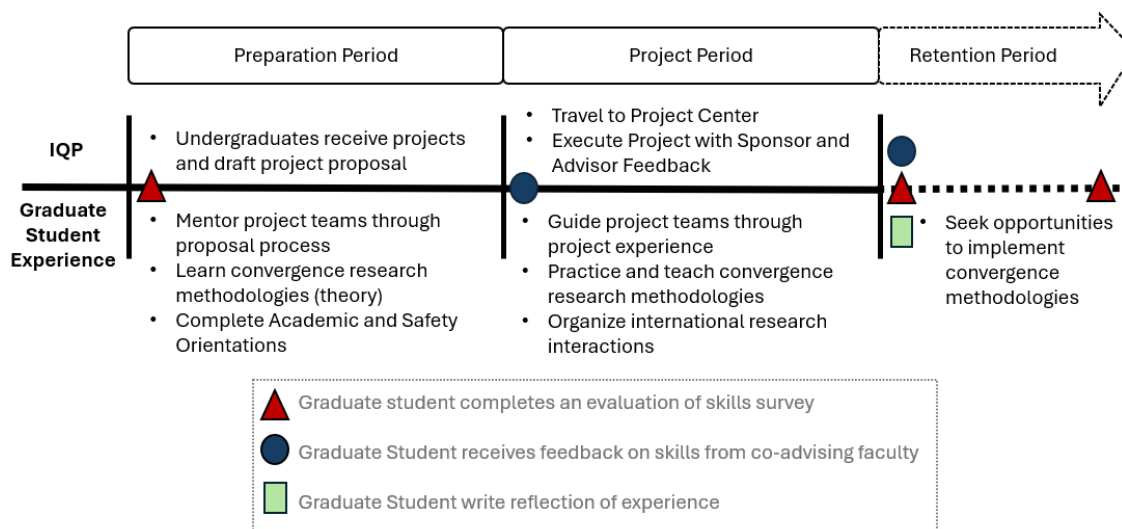 Preparation Period
Project Period
Retention Period
IQP
• Undergraduates receive projects
and draft project proposal
• Travel to Project Center
• Execute Project with Sponsor and
Advisor Feedback
Graduate
Student
Experience
• Mentor project teams through
proposal process
• Learn convergence research
methodologies (theory)
• Complete Academic and Safety
Orientations
• Guide project teams through
project experience
• Practice and teach convergence
research methodologies
• Organize international research
interactions
• Seek opportunities
to implement
convergence
methodologies
Graduate student completes an evaluation of skills survey
Graduate Student receives feedback on skills from co-advising faculty
Graduate Student write reflection of experience